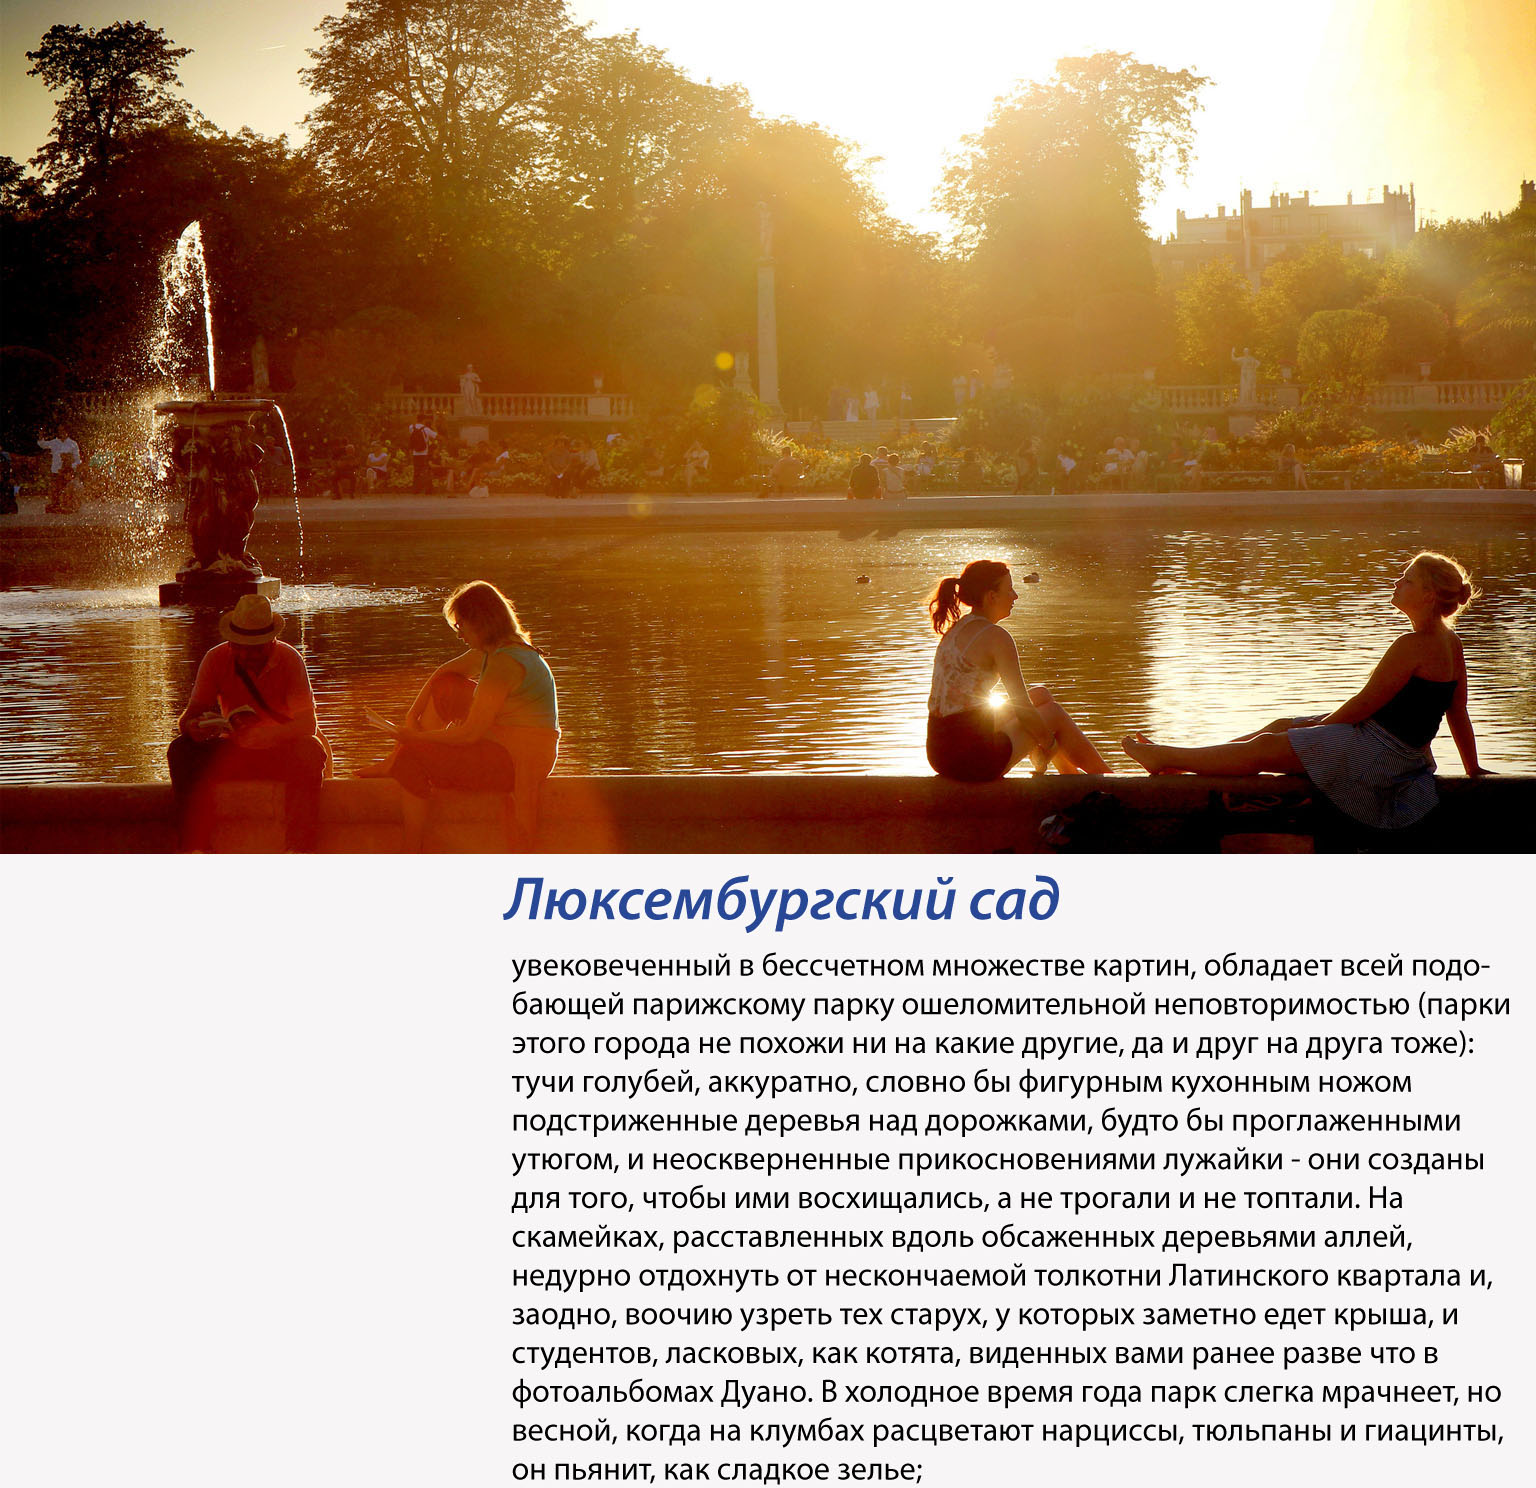 Люксембургский сад
увековеченный в бессчетном множестве картин, обладает всей подо-
бающей парижскому парку ошеломительной неповторимостью (парки
этого города не похожи ни на какие другие, да и друг на друга тоже):
тучи голубей, аккуратно, словно бы фигурным кухонным ножом
подстриженные деревья над дорожками, будто бы проглаженными
утюгом, и неоскверненные прикосновениями лужайки - они созданы
для того, чтобы ими восхищались, а не трогали и не топтали. На
скамейках, расставленных вдоль обсаженных деревьями аллей,
недурно отдохнуть от нескончаемой толкотни Латинского квартала и,
заодно, воочию узреть тех старух, у которых заметно едет крыша, и
студентов, ласковых, как котята, виденных вами ранее разве что в
фотоальбомах Дуано. В холодное время года парк слегка мрачнеет, но
весной, когда на клумбах расцветают нарциссы, тюльпаны и гиацинты,
он пьянит, как сладкое зелье;